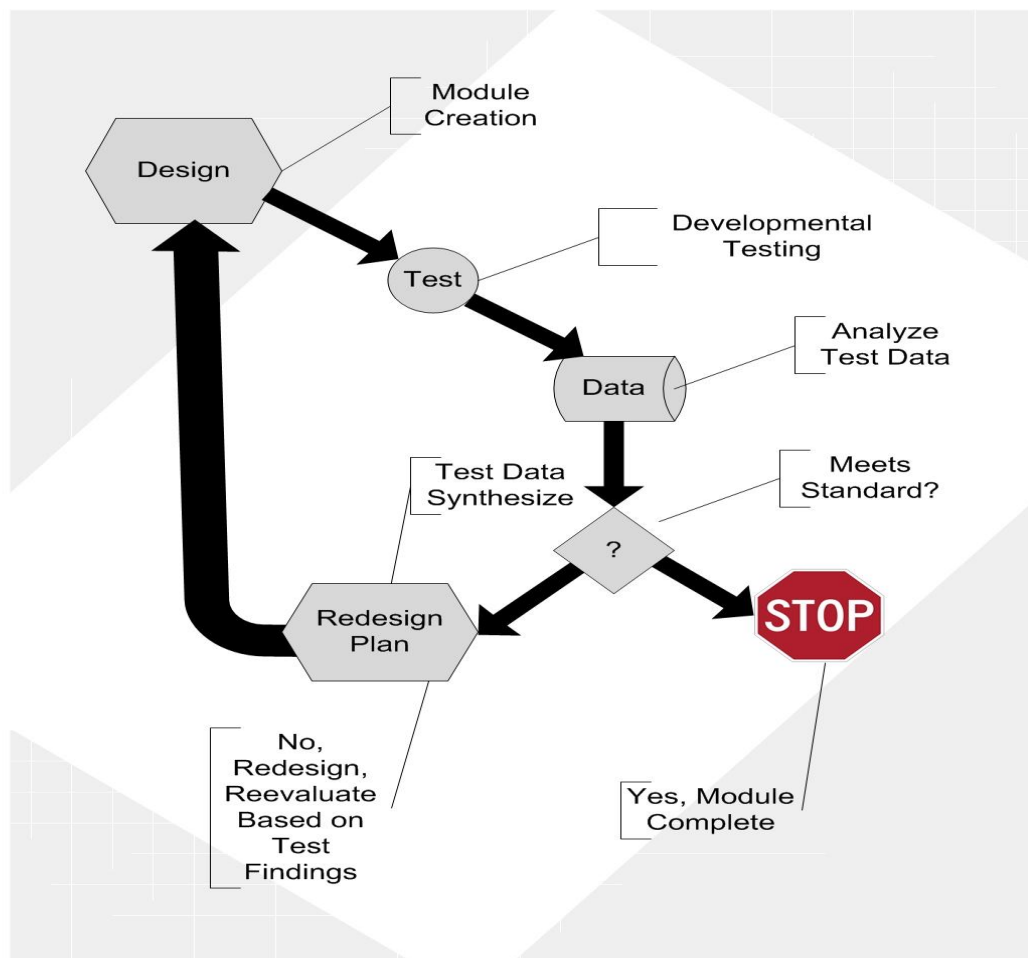 Module
Creation
Design
Developmental
Testing
Test
Analyze
Test Data
Data
Meets
Standard?
Test Data
Synthesize
?
STOP
Redesign
Plan
No,
Redesign,
Reevaluate
Based on
Test
Findings
Yes, Module
Complete